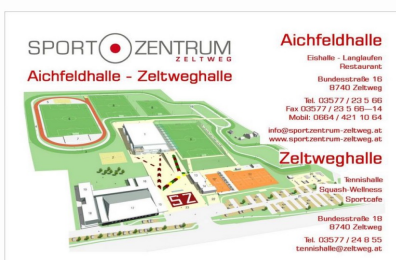 SPORT ZENTRUM
ZELTWEG
Aichfeldhalle - Zeltweghalle
SZ
Aichfeldhalle
Eishalle - Langlaufen
Restaurant
Bundesstraße 16
8740 Zeltweg
Tel. 03577 / 23 5 66
Fax 03577 / 23 5 66—14
Mobil: 0664 / 421 10 64
info@sportzentrum-zeltweg.at
www.sportzentrum-zeltweg.at
Zeltweghalle
Tennishalle
Squash-Wellness
Sportcafe
Bundesstraße 18
8740 Zeltweg
Tel. 03577 / 24 8 55
tennishalle@zeltweg.at